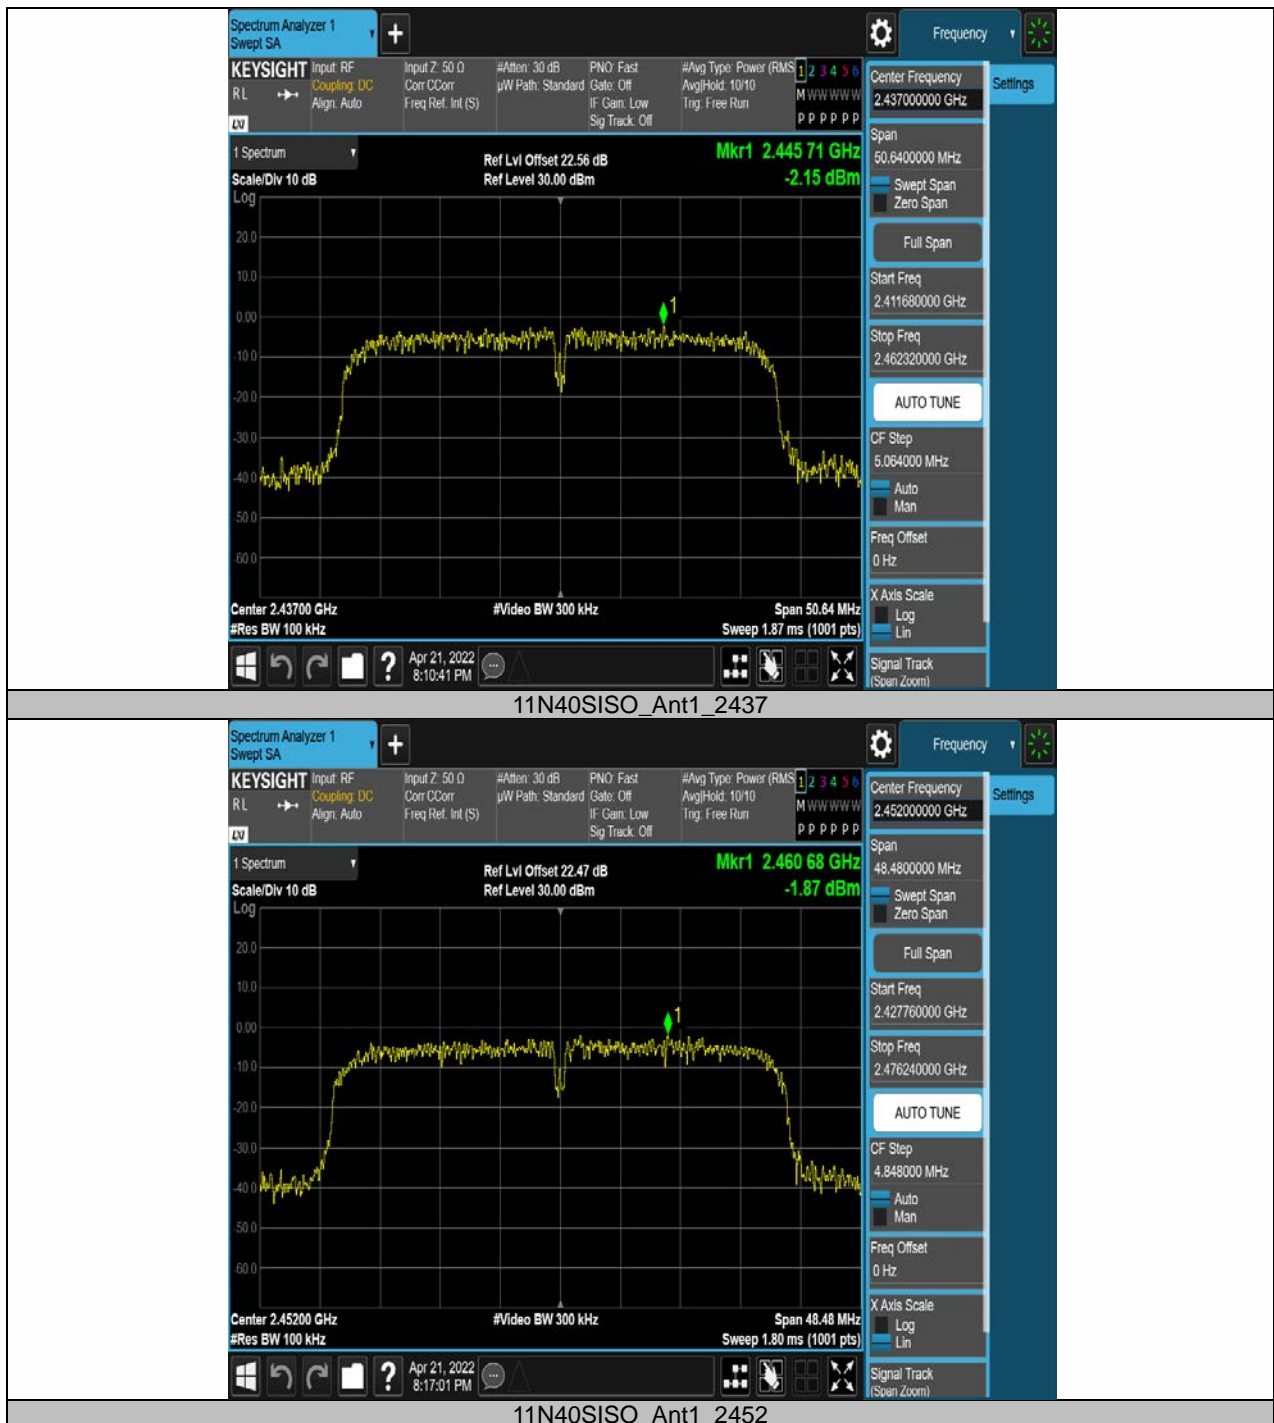 Spectrum Analyzer 1
Swept SA
Frequency
KEYSIGHT
RL
LXI
Input: RF
Coupling: DC
Align: Auto
Input Z: 50 Ω
Corr CCorr
Freq Ref: Int (S)
#Atten: 30 dB
µW Path: Standard
PNO: Fast
Gate: Off
IF Gain: Low
Sig Track: Off
#Avg Type: Power (RMS
Avg|Hold: 10/10
Trig: Free Run
1 2 3 4 5 6
M W W W W W
P P P P P P
1 Spectrum
Scale/Div 10 dB
Ref Lvl Offset 22.56 dB
Ref Level 30.00 dBm
Mkr1 2.445 71 GHz
-2.15 dBm
Log
20.0
10.0
0.00
-10.0
-20.0
-30.0
-40.0
-50.0
-60.0
1
Center 2.43700 GHz
#Res BW 100 kHz
#Video BW 300 kHz
Span 50.64 MHz
Sweep 1.87 ms (1001 pts)
Apr 21, 2022
8:10:41 PM
Center Frequency
2.437000000 GHz
Settings
Span
50.6400000 MHz
Swept Span
Zero Span
Full Span
Start Freq
2.411680000 GHz
Stop Freq
2.462320000 GHz
AUTO TUNE
CF Step
5.064000 MHz
Auto
Man
Freq Offset
0 Hz
X Axis Scale
Log
Lin
Signal Track
(Span Zoom)
11N40SISO_Ant1_2437
Spectrum Analyzer 1
Swept SA
Frequency
KEYSIGHT
RL
LXI
Input: RF
Coupling: DC
Align: Auto
Input Z: 50 Ω
Corr CCorr
Freq Ref: Int (S)
#Atten: 30 dB
µW Path: Standard
PNO: Fast
Gate: Off
IF Gain: Low
Sig Track: Off
#Avg Type: Power (RMS
Avg|Hold: 10/10
Trig: Free Run
1 2 3 4 5 6
M W W W W W
P P P P P P
1 Spectrum
Scale/Div 10 dB
Ref Lvl Offset 22.47 dB
Ref Level 30.00 dBm
Mkr1 2.460 68 GHz
-1.87 dBm
Log
20.0
10.0
0.00
-10.0
-20.0
-30.0
-40.0
-50.0
-60.0
1
Center 2.45200 GHz
#Res BW 100 kHz
#Video BW 300 kHz
Span 48.48 MHz
Sweep 1.80 ms (1001 pts)
Apr 21, 2022
8:17:01 PM
Center Frequency
2.452000000 GHz
Settings
Span
48.4800000 MHz
Swept Span
Zero Span
Full Span
Start Freq
2.427760000 GHz
Stop Freq
2.476240000 GHz
AUTO TUNE
CF Step
4.848000 MHz
Auto
Man
Freq Offset
0 Hz
X Axis Scale
Log
Lin
Signal Track
(Span Zoom)
11N40SISO_Ant1_2452